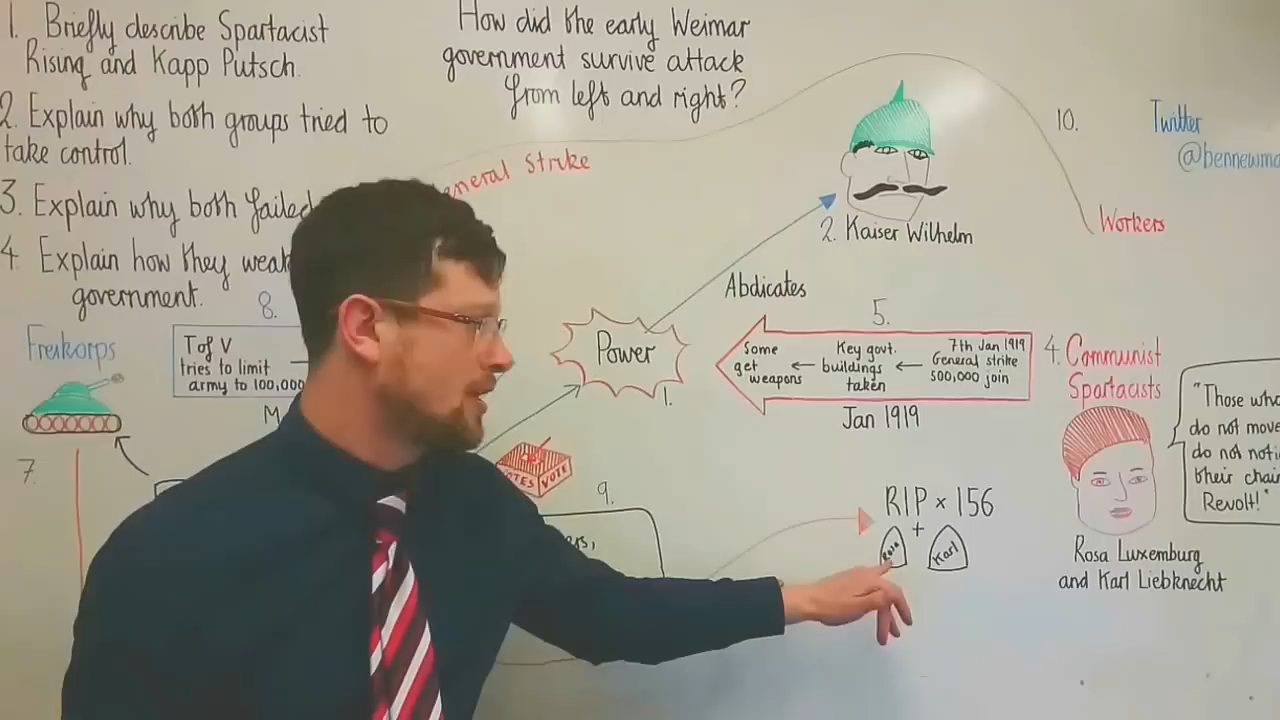 1. Briefly describe Spartacist
Rising and Kapp Putsch.
2. Explain why both groups tried to
take control.
3. Explain why both failed
4. Explain how they weak
government.
How did the early Weimar
government survive attack
from left and right?
General Strike
2. Kaiser Wilhelm
10.
Twitter
@bennewma
Workers
Abdicates
8.
Freikorps
T of V
tries to limit
army to 100,000
M
7.
Power
1.
5.
Some
get
weapons
Key govt.
buildings
taken
7th Jan 1919
General strike
500,000 join
Jan 1919
4. Communist
Spartacists
"Those who
do not move
do not noti
their chain
Revolt!"
VOTES VOTE
9.
ers,
RIP x 156
+
Rosa
Karl
Rosa Luxemburg
and Karl Liebknecht